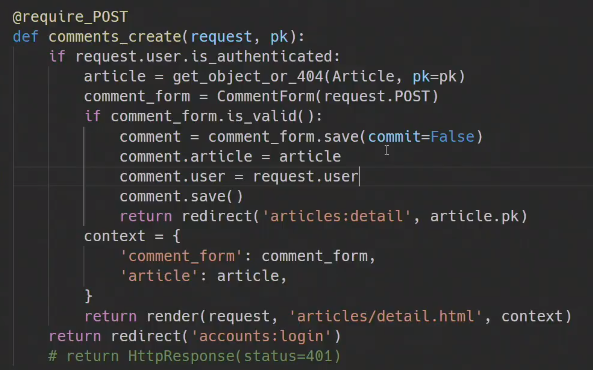 @require_POST
def comments_create(request, pk):
    if request.user.is_authenticated:
        article = get_object_or_404(Article, pk=pk)
        comment_form = CommentForm(request.POST)
        if comment_form.is_valid():
            comment = comment_form.save(commit=False)
            comment.article = article
            comment.user = request.user
            comment.save()
            return redirect('articles:detail', article.pk)
        context = {
            'comment_form': comment_form,
            'article': article,
        }
        return render(request, 'articles/detail.html', context)
    return redirect('accounts:login')
    # return HttpResponse(status=401)